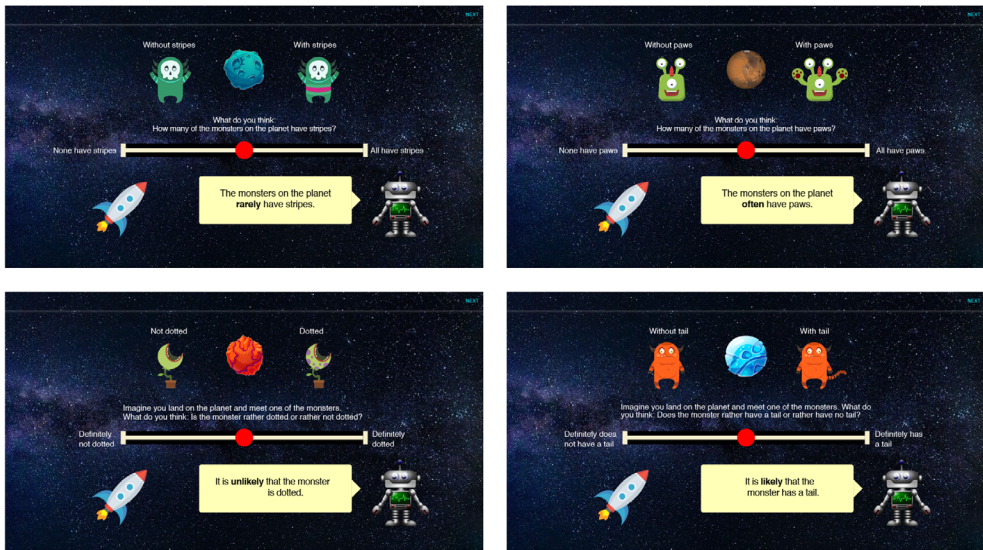 NEXT
Without stripes
With stripes
What do you think:
How many of the monsters on the planet have stripes?
None have stripes
All have stripes
The monsters on the planet
rarely have stripes.
NEXT
Without paws
With paws
What do you think:
How many of the monsters on the planet have paws?
None have paws
All have paws
The monsters on the planet
often have paws.
NEXT
Not dotted
Dotted
Imagine you land on the planet and meet one of the monsters.
What do you think: Is the monster rather dotted or rather not dotted?
Definitely
not dotted
Definitely
dotted
It is unlikely that the monster
is dotted.
NEXT
Without tail
With tail
Imagine you land on the planet and meet one of the monsters. What do
you think: Does the monster rather have a tail or rather have no tail?
Definitely does
not have a tail
Definitely has
a tail
It is likely that the
monster has a tail.